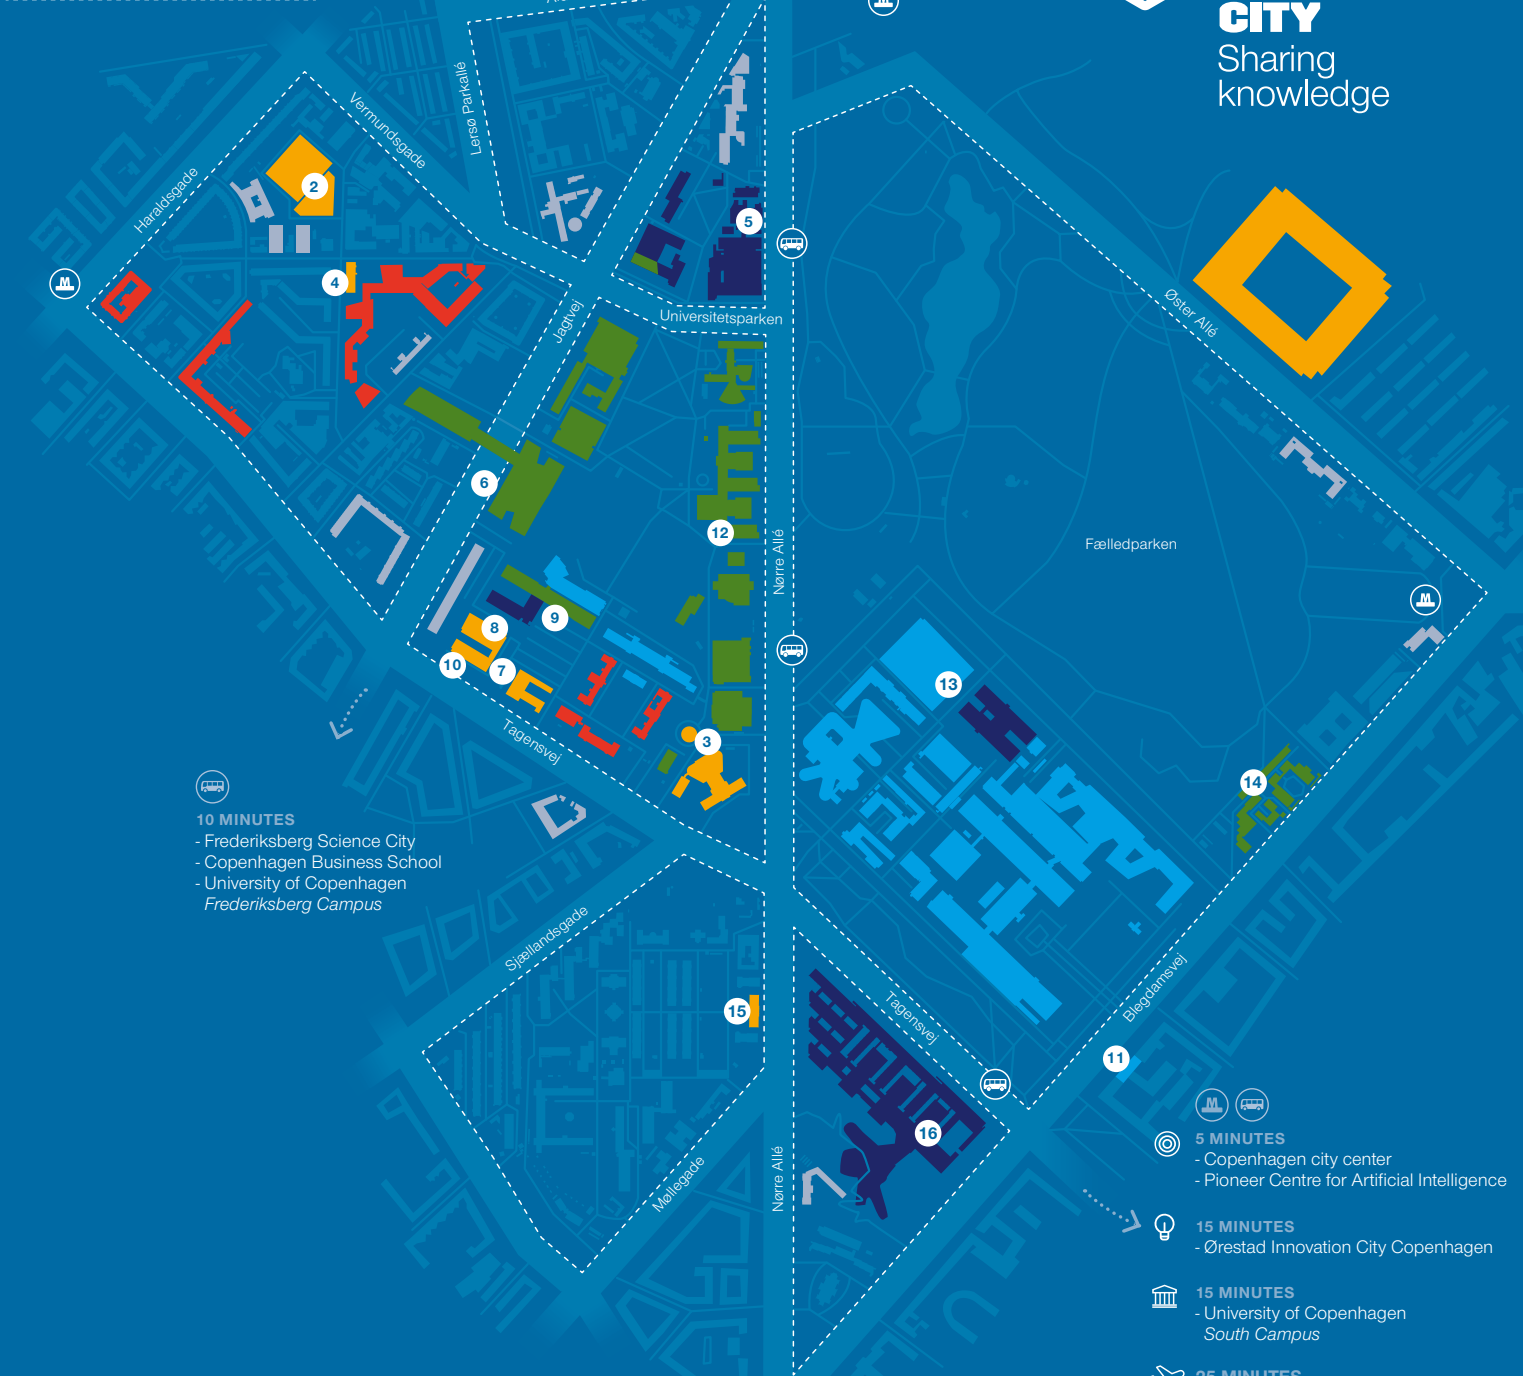 CITY
Sharing
knowledge
Lersø Parkallé
Vermundsgade
Haraldsgade
2
5
4
M
Jagtvej
Universitetsparken
Øster Allé
6
12
Nørre Allé
Fælledparken
M
9
8
10
7
13
3
Tagensvej
14
10 MINUTES
- Frederiksberg Science City
- Copenhagen Business School
- University of Copenhagen
Frederiksberg Campus
Sjællandsgade
15
Tagensvej
Blegdamsvej
11
16
Møllegade
Nørre Allé
M
5 MINUTES
- Copenhagen city center
- Pioneer Centre for Artificial Intelligence
15 MINUTES
- Ørestad Innovation City Copenhagen
15 MINUTES
- University of Copenhagen
South Campus
25 MINUTES